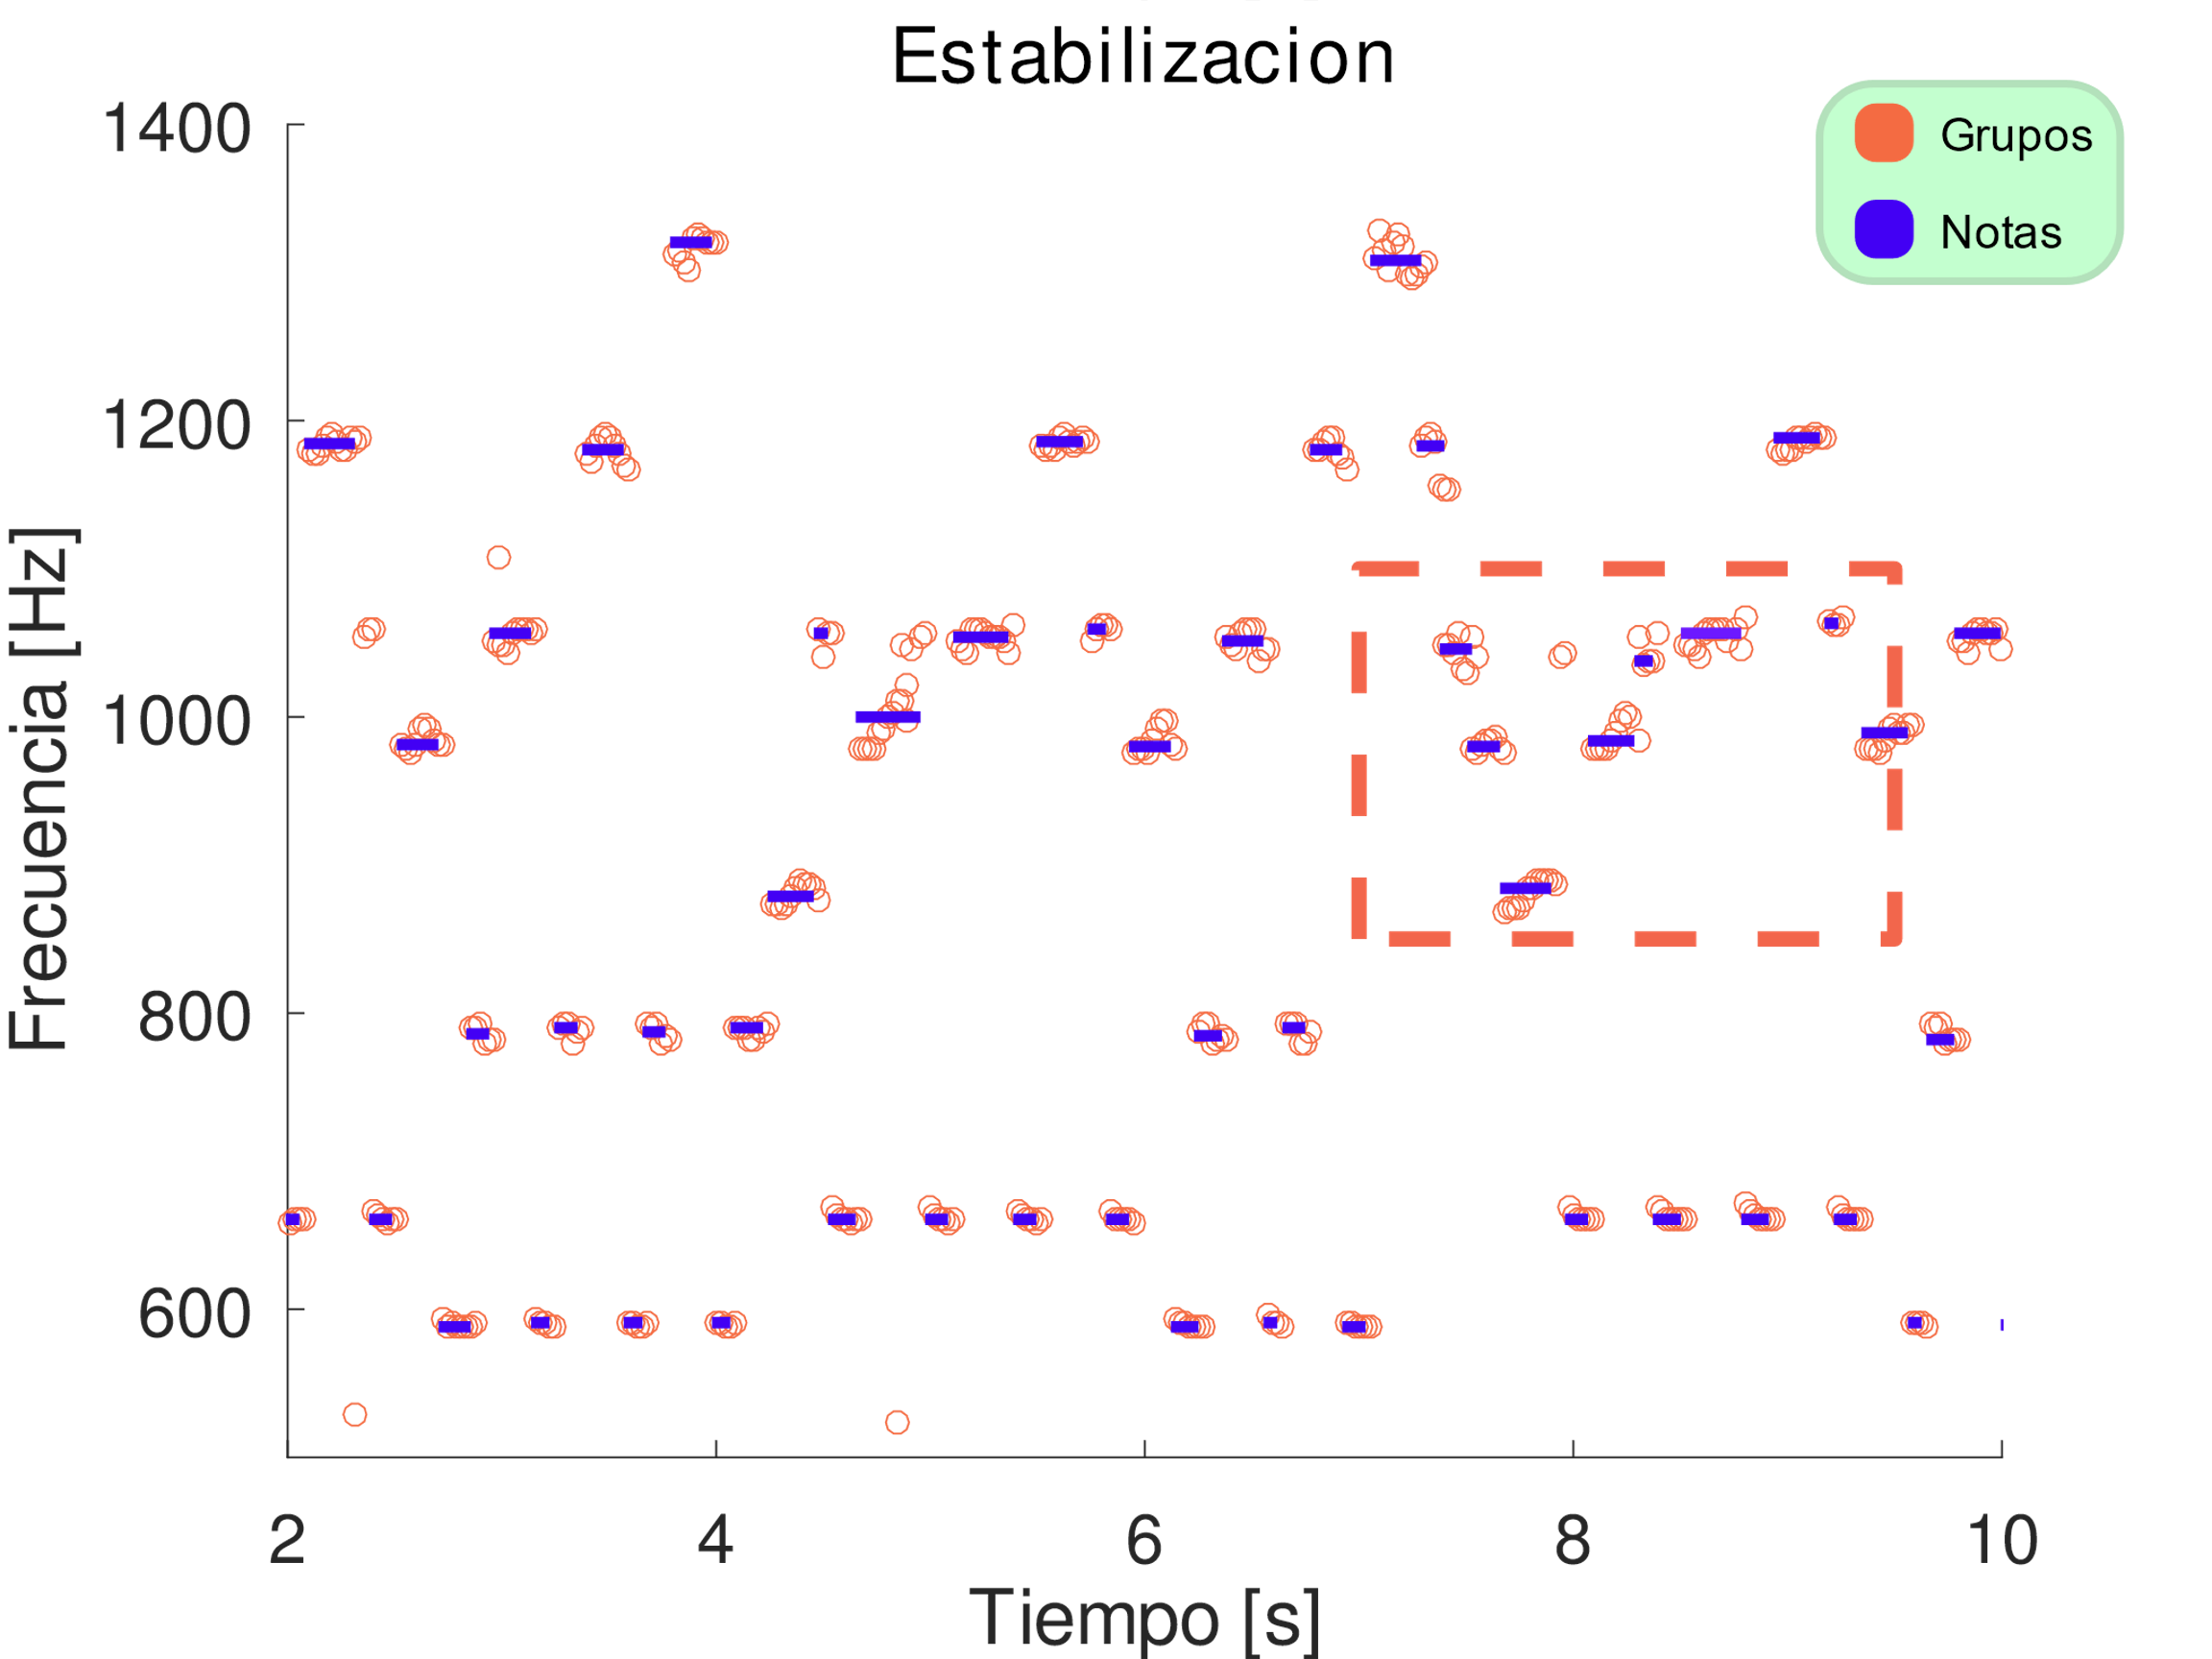 Estabilizacion
Grupos
Notas
1400
1200
1000
800
600
Frecuencia [Hz]
2 4 6 8 10
Tiempo [s]